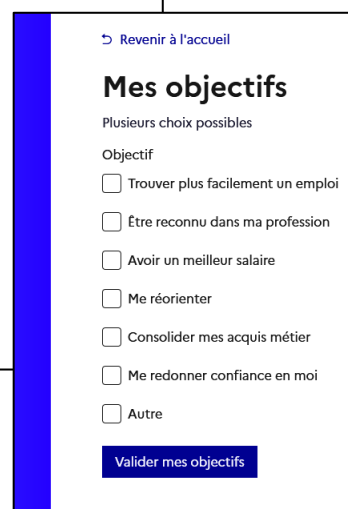 Revenir à l'accueil
Mes objectifs
Plusieurs choix possibles
Objectif
Trouver plus facilement un emploi
Être reconnu dans ma profession
Avoir un meilleur salaire
Me réorienter
Consolider mes acquis métier
Me redonner confiance en moi
Autre
Valider mes objectifs